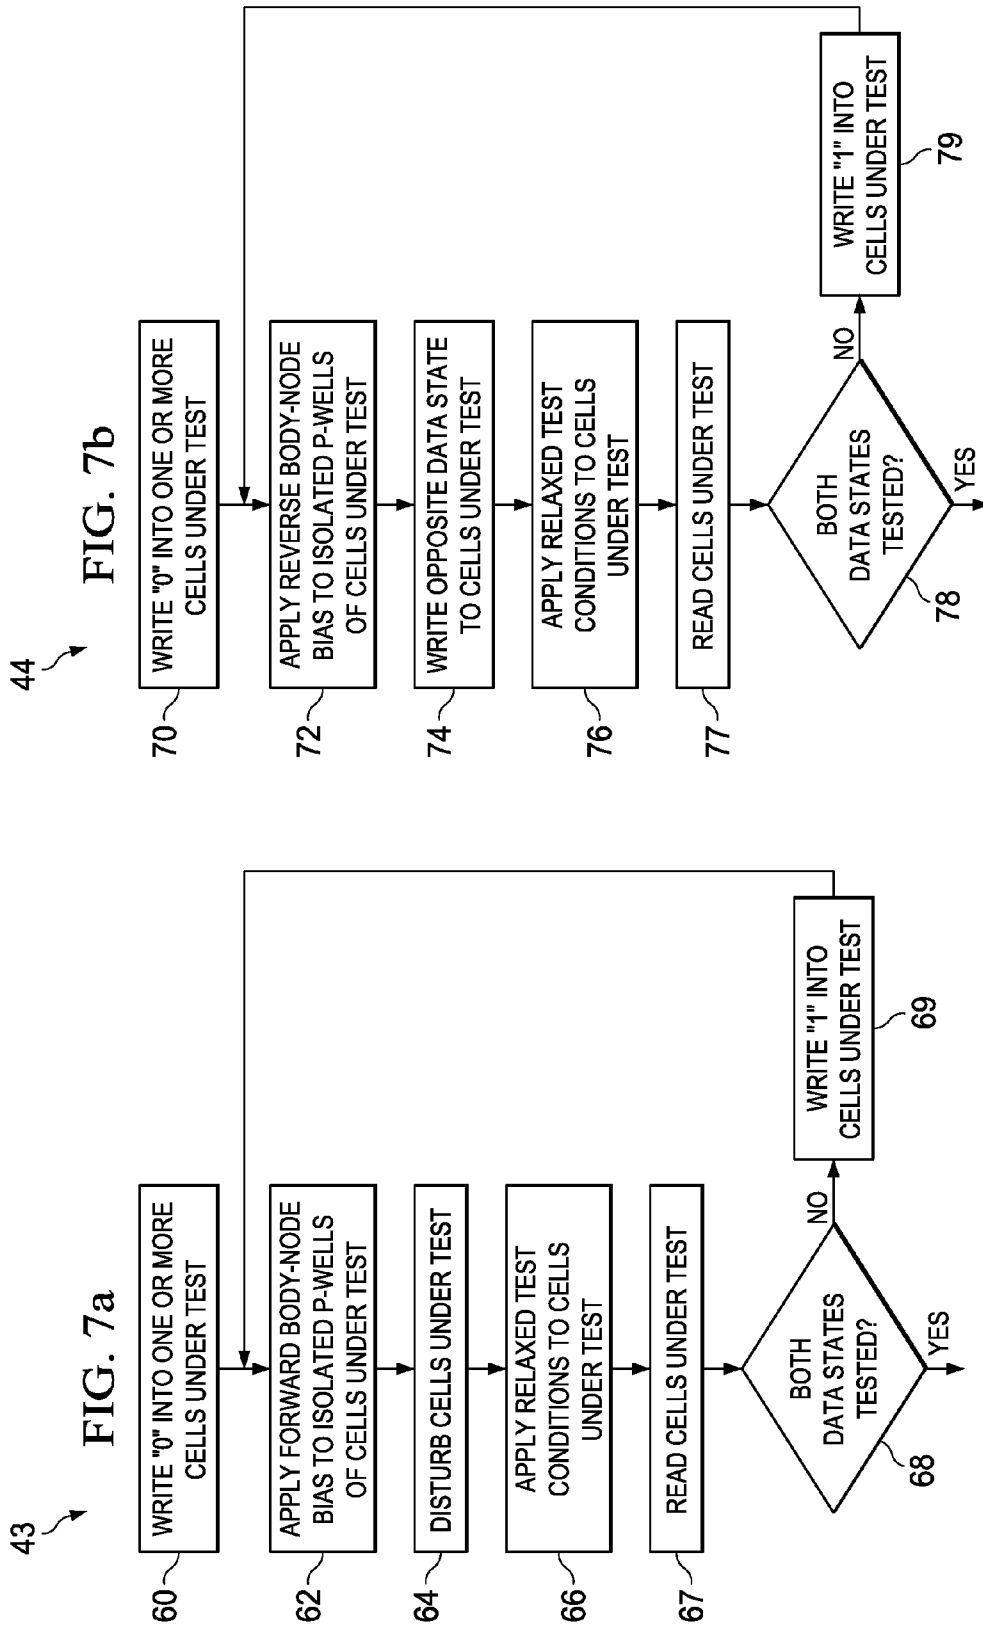 FIG. 7a
43
60
WRITE "0" INTO ONE OR MORE
CELLS UNDER TEST
62
APPLY FORWARD BODY-NODE
BIAS TO ISOLATED P-WELLS
OF CELLS UNDER TEST
64
DISTURB CELLS UNDER TEST
66
APPLY RELAXED TEST
CONDITIONS TO CELLS
UNDER TEST
67
READ CELLS UNDER TEST
68
BOTH
DATA STATES
TESTED?
NO
YES
WRITE "1" INTO
CELLS UNDER TEST
69
FIG. 7b
44
70
WRITE "0" INTO ONE OR MORE
CELLS UNDER TEST
72
APPLY REVERSE BODY-NODE
BIAS TO ISOLATED P-WELLS
OF CELLS UNDER TEST
74
WRITE OPPOSITE DATA STATE
TO CELLS UNDER TEST
76
APPLY RELAXED TEST
CONDITIONS TO CELLS
UNDER TEST
77
READ CELLS UNDER TEST
78
BOTH
DATA STATES
TESTED?
NO
YES
WRITE "1" INTO
CELLS UNDER TEST
79